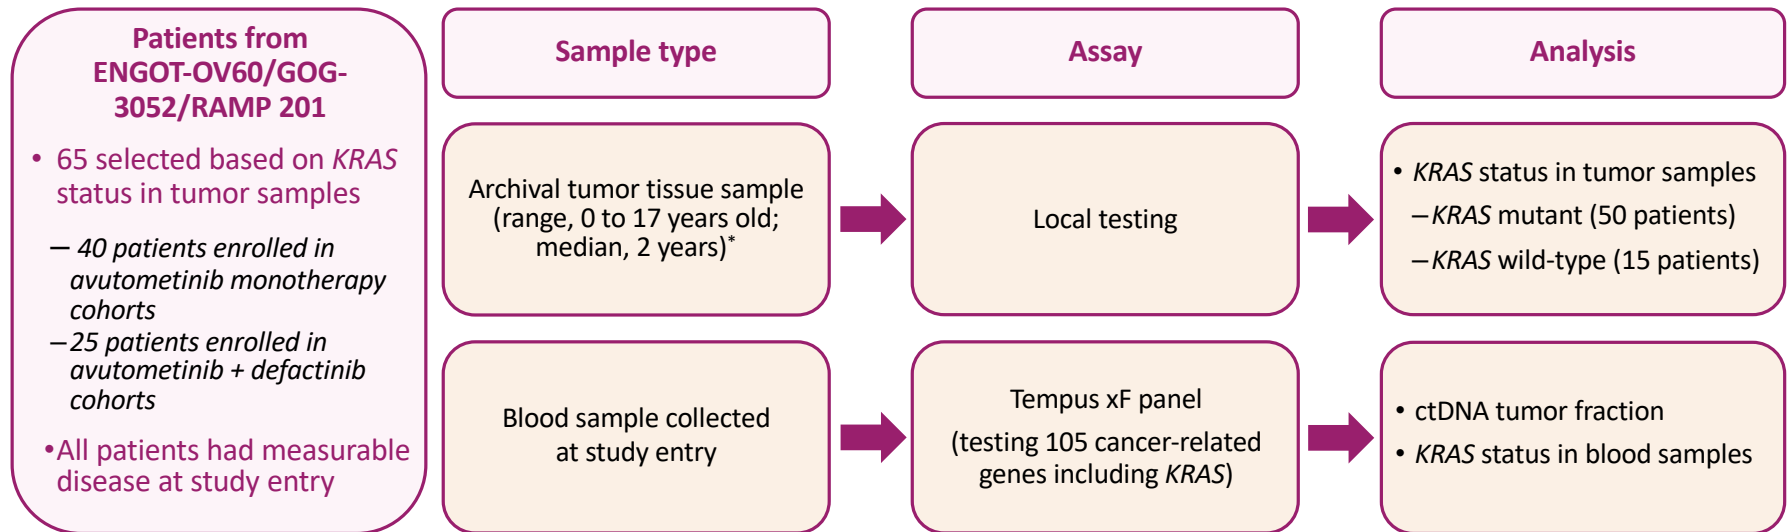 Patients from
ENGOT-OV60/GOG-
3052/RAMP 201
• 65 selected based on KRAS
status in tumor samples
– 40 patients enrolled in
avutometinib monotherapy
cohorts
–25 patients enrolled in
avutometinib + defactinib
cohorts
•All patients had measurable
disease at study entry
Sample type
Assay
Analysis
Archival tumor tissue sample
(range, 0 to 17 years old;
median, 2 years)*
Local testing
• KRAS status in tumor samples
–KRAS mutant (50 patients)
–KRAS wild-type (15 patients)
Blood sample collected
at study entry
Tempus xF panel
(testing 105 cancer-related
genes including KRAS)
• ctDNA tumor fraction
• KRAS status in blood samples